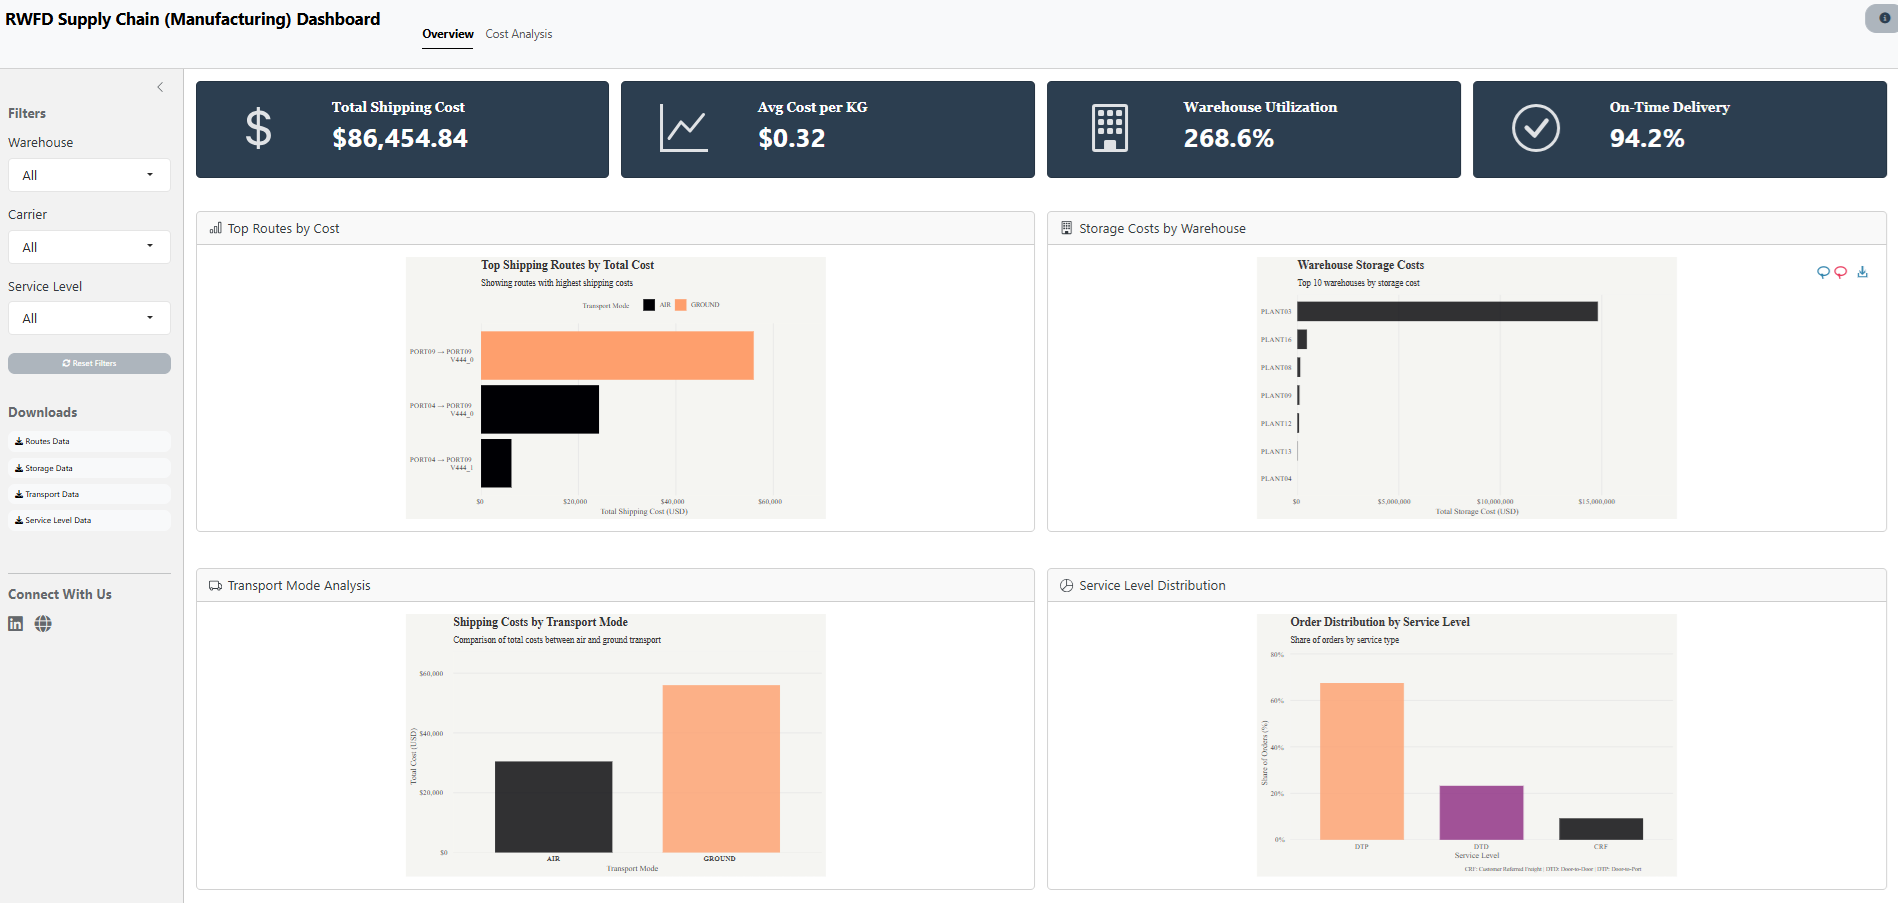 RWFD Supply Chain (Manufacturing) Dashboard
Overview
Cost Analysis
Filters
Warehouse
All
Carrier
All
Service Level
All
Reset Filters
Downloads
Routes Data
Storage Data
Transport Data
Service Level Data
Connect With Us
Total Shipping Cost
$86,454.84
Avg Cost per KG
$0.32
Warehouse Utilization
268.6%
On-Time Delivery
94.2%
Top Routes by Cost
Top Shipping Routes by Total Cost
Showing routes with highest shipping costs
Transport Mode AIR GROUND
PORT09 → PORT09
V444_0
PORT04 → PORT09
V444_0
PORT04 → PORT09
V444_1
$0 $20,000 $40,000 $60,000
Total Shipping Cost (USD)
Storage Costs by Warehouse
Warehouse Storage Costs
Top 10 warehouses by storage cost
PLANT03
PLANT16
PLANT08
PLANT09
PLANT12
PLANT13
PLANT04
$0 $5,000,000 $10,000,000 $15,000,000
Total Storage Cost (USD)
Transport Mode Analysis
Shipping Costs by Transport Mode
Comparison of total costs between air and ground transport
Total Cost (USD)
$60,000
$40,000
$20,000
$0
AIR GROUND
Transport Mode
Service Level Distribution
Order Distribution by Service Level
Share of orders by service type
Share of Orders (%)
80%
60%
40%
20%
0%
DTP DTD CRF
Service Level
CRF: Customer Referred Freight | DTD: Door-to-Door | DTP: Door-to-Port